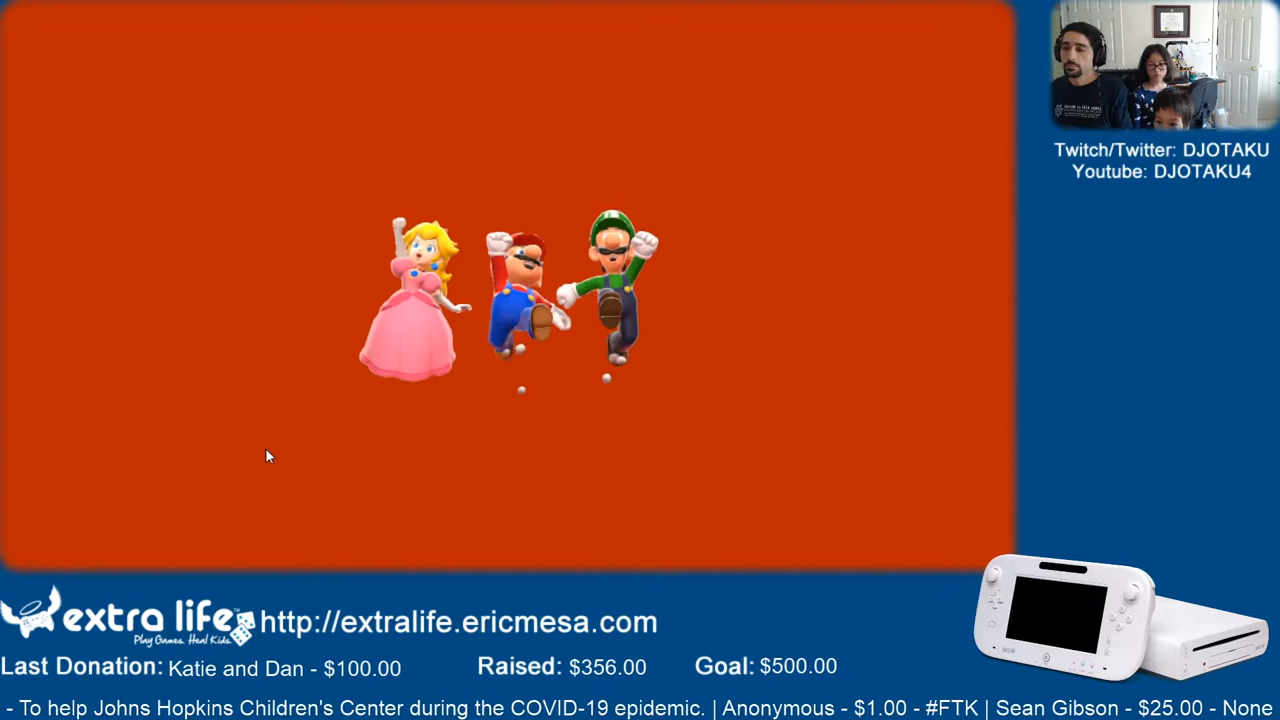 Twitch/Twitter: DJOTAKU
Youtube: DJOTAKU4
extra life
Play Games. Heal Kids.
http://extralife.ericmesa.com
Last Donation: Katie and Dan - $100.00 Raised: $356.00 Goal: $500.00
- To help Johns Hopkins Children's Center during the COVID-19 epidemic. | Anonymous - $1.00 - #FTK | Sean Gibson - $25.00 - None